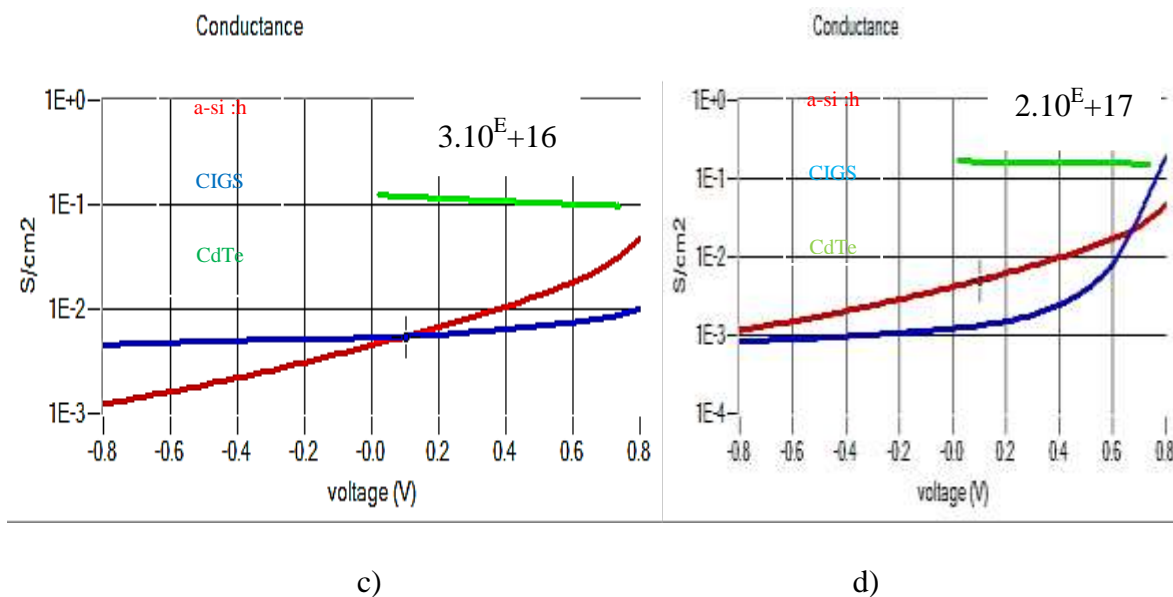 Conductance
1E+0
a-si :h
3.10^E+16
CIGS
1E-1
CdTe
S/cm2
1E-2
1E-3
-0.8 -0.6 -0.4 -0.2 -0.0 0.2 0.4 0.6 0.8
voltage (V)
c)
Conductance
1E+0
a-si :h
2.10^E+17
CIGS
1E-1
CdTe
S/cm2
1E-2
1E-3
1E-4
-0.8 -0.6 -0.4 -0.2 -0.0 0.2 0.4 0.6 0.8
voltage (V)
d)